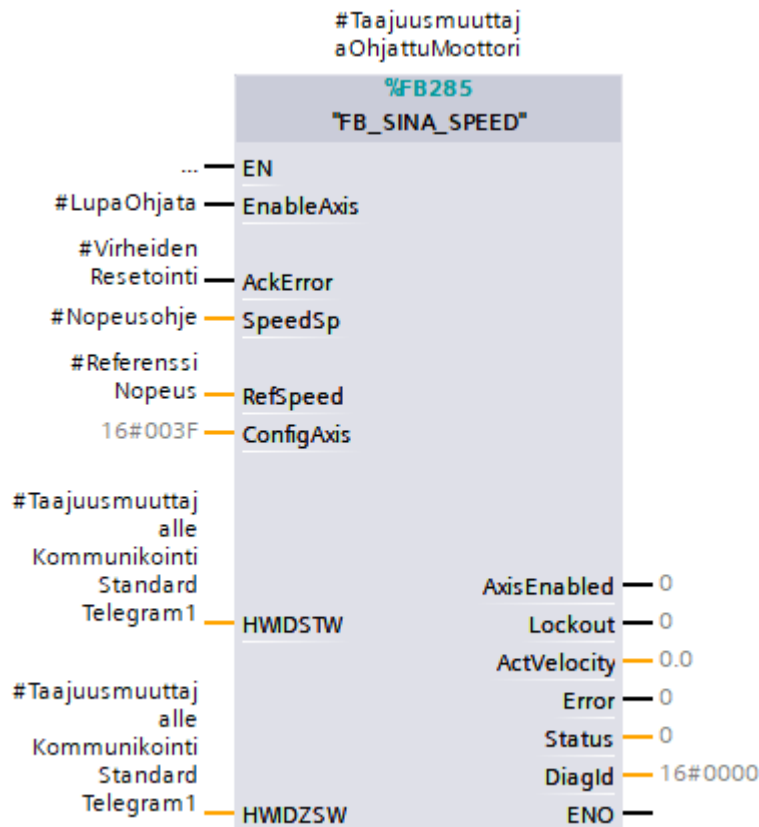 #Taajuusmuuttaj
aOhjattuMoottori
%FB285
"FB_SINA_SPEED"
... EN
#LupaOhjata EnableAxis
#Virheiden
Resetointi AckError
#Nopeusohje SpeedSp
#Referenssi
Nopeus RefSpeed
16#003F ConfigAxis
#Taajuusmuuttaj
alle
Kommunikointi
Standard
Telegram1 HWIDSTW
AxisEnabled 0
Lockout 0
ActVelocity 0.0
Error 0
Status 0
DiagId 16#0000
#Taajuusmuuttaj
alle
Kommunikointi
Standard
Telegram1 HWIDZSW
ENO